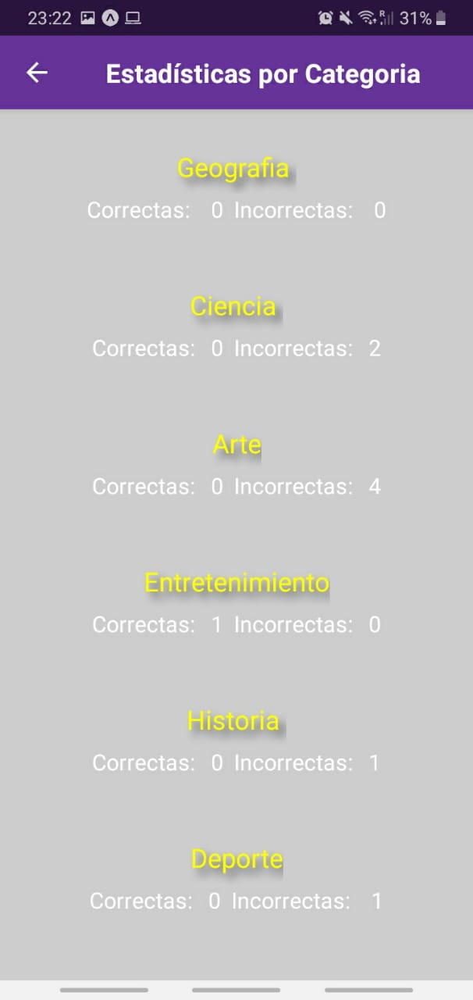 23:22 R 31%
Estadísticas por Categoria
Geografia
Correctas: 0 Incorrectas: 0
Ciencia
Correctas: 0 Incorrectas: 2
Arte
Correctas: 0 Incorrectas: 4
Entretenimiento
Correctas: 1 Incorrectas: 0
Historia
Correctas: 0 Incorrectas: 1
Deporte
Correctas: 0 Incorrectas: 1